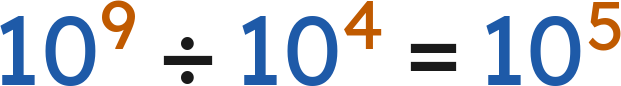 10⁹ ÷ 10⁴ = 10⁵